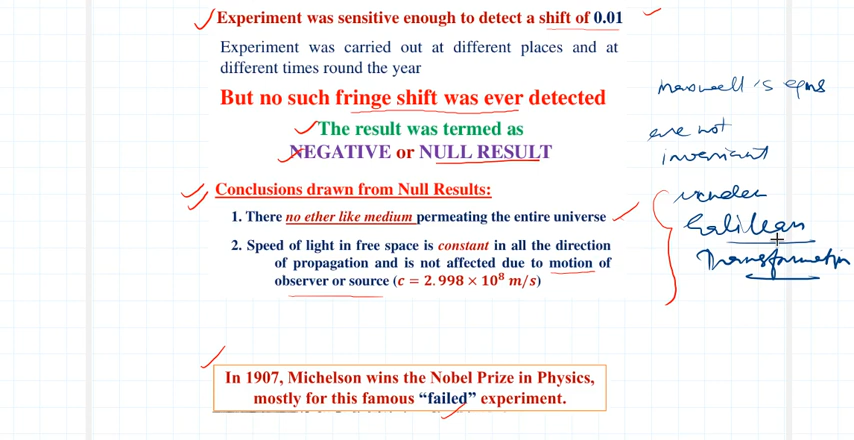 Experiment was sensitive enough to detect a shift of 0.01
Experiment was carried out at different places and at
different times round the year
But no such fringe shift was ever detected
The result was termed as
NEGATIVE or NULL RESULT
Conclusions drawn from Null Results:
1. There no ether like medium permeating the entire universe
2. Speed of light in free space is constant in all the direction
of propagation and is not affected due to motion of
observer or source (c = 2.998 × 10⁸ m/s)
In 1907, Michelson wins the Nobel Prize in Physics,
mostly for this famous “failed” experiment.
Maxwell's eqns
are not
invariant
under
Galilean
Transformation